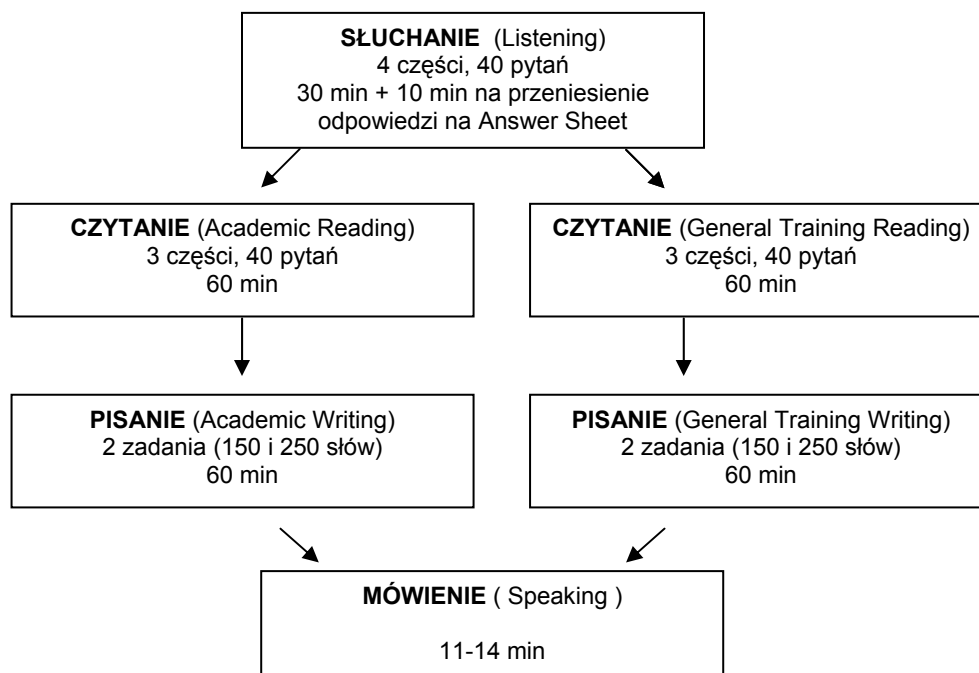 SŁUCHANIE (Listening)
4 części, 40 pytań
30 min + 10 min na przeniesienie
odpowiedzi na Answer Sheet
CZYTANIE (Academic Reading)
3 części, 40 pytań
60 min
CZYTANIE (General Training Reading)
3 części, 40 pytań
60 min
PISANIE (Academic Writing)
2 zadania (150 i 250 słów)
60 min
PISANIE (General Training Writing)
2 zadania (150 i 250 słów)
60 min
MÓWIENIE ( Speaking )
11-14 min